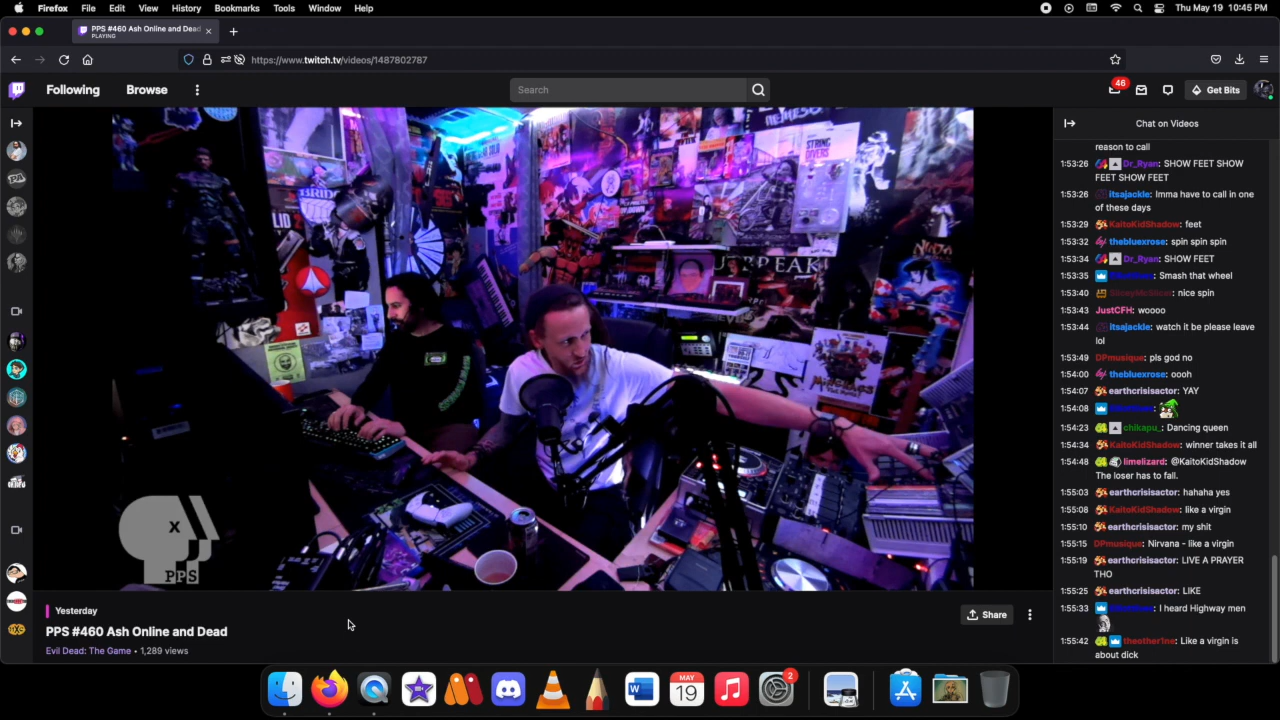 Firefox File Edit View History Bookmarks Tools Window Help
Thu May 19 10:45 PM
PPS #460 Ash Online and Dead
PLAYING
https://www.twitch.tv/videos/1487802787
Following Browse
Search
46
Get Bits
Chat on Videos
reason to call
1:53:26 Dr_Ryan: SHOW FEET SHOW
FEET SHOW FEET
1:53:26 itsajackle: Imma have to call in one
of these days
1:53:29 KaitoKidShadow: feet
1:53:32 thebluexrose: spin spin spin
1:53:34 Dr_Ryan: SHOW FEET
1:53:35 Smash that wheel
1:53:40 nice spin
1:53:43 JustCFH: woooo
1:53:44 itsajackle: watch it be please leave
lol
1:53:49 DPmusique: pls god no
1:54:00 thebluexrose: oooh
1:54:07 earthcrisisactor: YAY
1:54:08
1:54:23 chikapu_: Dancing queen
1:54:34 KaitoKidShadow: winner takes it all
1:54:48 limelizard: @KaitoKidShadow
The loser has to fall.
1:55:03 earthcrisisactor: hahaha yes
1:55:08 KaitoKidShadow: like a virgin
1:55:10 earthcrisisactor: my shit
1:55:15 DPmusique: Nirvana - like a virgin
1:55:19 earthcrisisactor: LIVE A PRAYER
THO
1:55:25 earthcrisisactor: LIKE
1:55:33 I heard Highway men
1:55:42 theother1ne: Like a virgin is
about dick
STRING
DIVERS
OUTBREAK
NINJA
KONAMI
X
PPS
Yesterday
PPS #460 Ash Online and Dead
Evil Dead: The Game • 1,289 views
Share
MAY
19
W
2